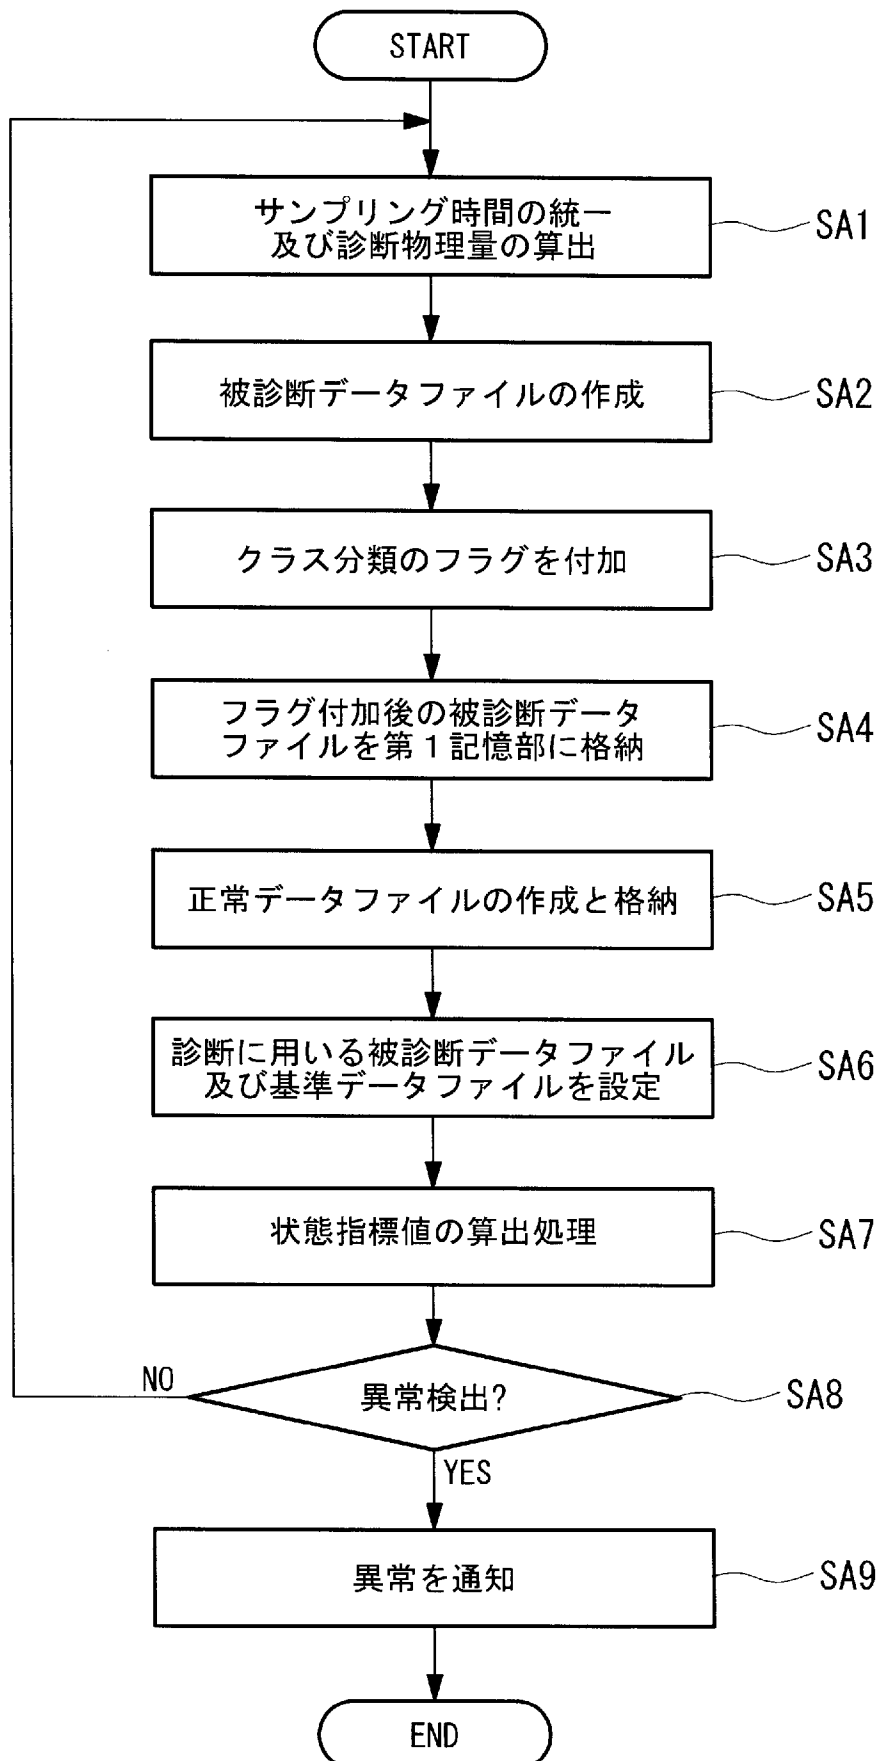 START
サンプリング時間の統一
及び診断物理量の算出
SA1
被診断データファイルの作成
SA2
クラス分類のフラグを付加
SA3
フラグ付加後の被診断データ
ファイルを第1記憶部に格納
SA4
正常データファイルの作成と格納
SA5
診断に用いる被診断データファイル
及び基準データファイルを設定
SA6
状態指標値の算出処理
SA7
NO
異常検出?
SA8
YES
異常を通知
SA9
END